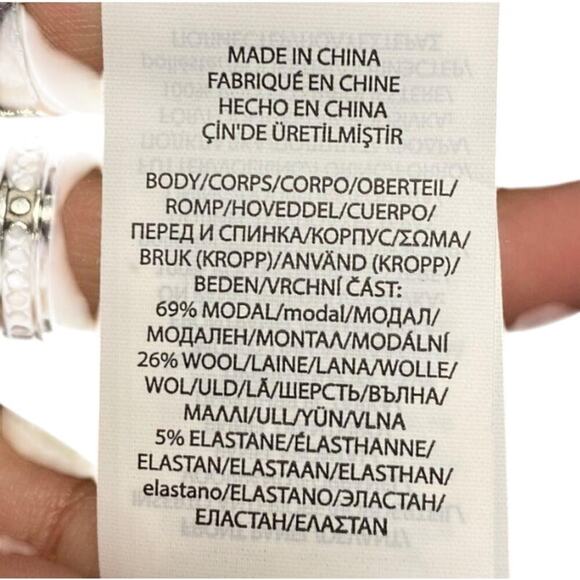 MADE IN CHINA
FABRIQUÉ EN CHINE
HECHO EN CHINA
ÇİN'DE ÜRETİLMİŞTİR
BODY/CORPS/CORPO/OBERTEIL/
ROMP/HOVEDDEL/CUERPO/
ПЕРЕД И СПИНКА/КОРПУС/ΣΩΜΑ/
BRUK (KROPP)/ANVÄND (KROPP)/
BEDEN/VRCHNÍ ČÁST:
69% MODAL/modal/МОДАЛ/
МОДАЛЕН/ΜΟΝΤΑΛ/MODÁLNÍ
26% WOOL/LAINE/LANA/WOLLE/
WOL/ULD/LÃ/ШЕРСТЬ/ВЪЛНА/
ΜΑΛΛΙ/ULL/YÜN/VLNA
5% ELASTANE/ÉLASTHANNE/
ELASTAN/ELASTAAN/ELASTHAN/
elastano/ELASTANO/ЭЛАСТАН/
ЕЛАСТАН/ΕΛΑΣΤΑΝ